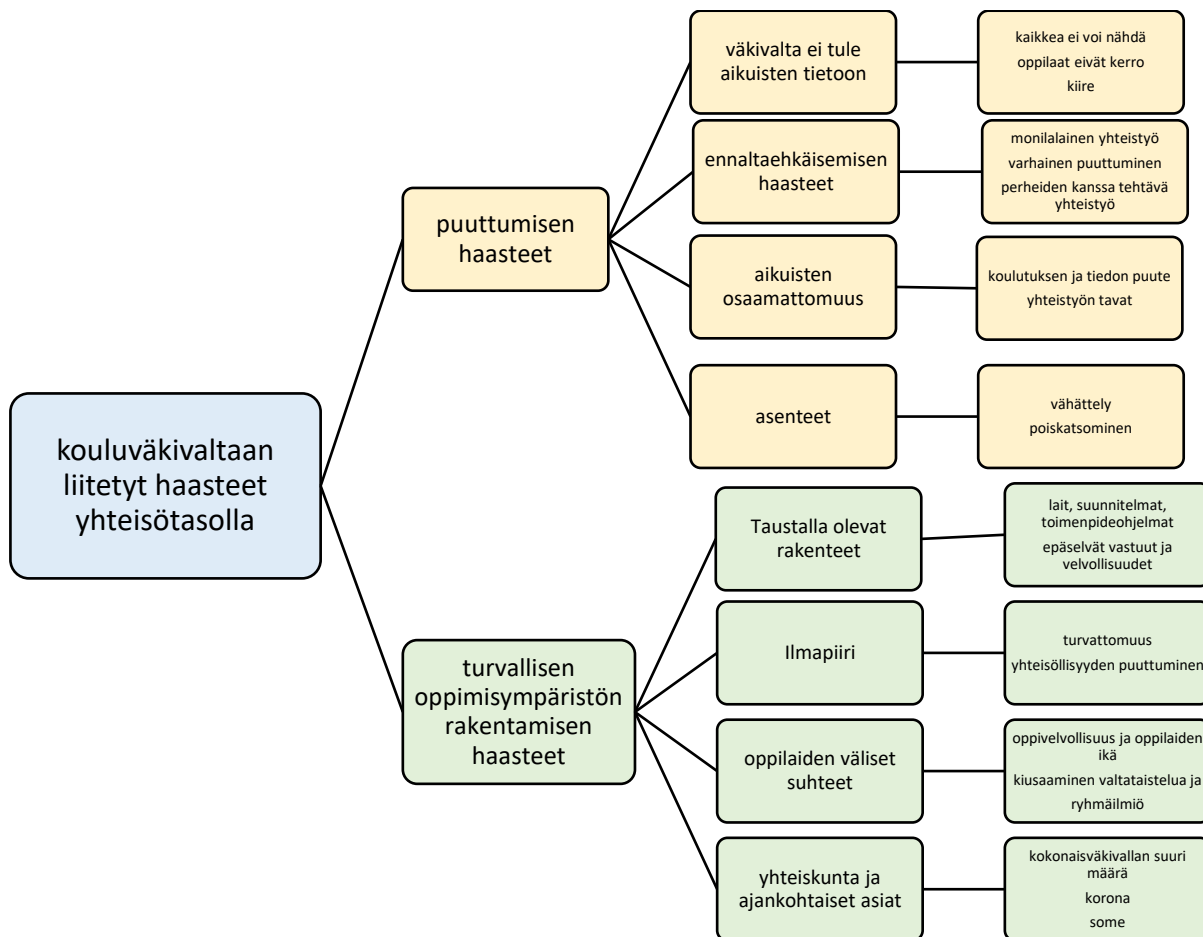 kouluväkivaltaan
liitetyt haasteet
yhteisötasolla
puuttumisen
haasteet
väkivalta ei tule
aikuisten tietoon
kaikkea ei voi nähdä
oppilaat eivät kerro
kiire
ennaltaehkäisemisen
haasteet
monilalainen yhteistyö
varhainen puuttuminen
perheiden kanssa tehtävä
yhteistyö
aikuisten
osaamattomuus
koulutuksen ja tiedon puute
yhteistyön tavat
asenteet
vähättely
poiskatsominen
turvallisen
oppimisympäristön
rakentamisen
haasteet
Taustalla olevat
rakenteet
lait, suunnitelmat,
toimenpideohjelmat
epäselvät vastuut ja
velvollisuudet
Ilmapiiri
turvattomuus
yhteisöllisyyden puuttuminen
oppilaiden väliset
suhteet
oppivelvollisuus ja oppilaiden
ikä
kiusaaminen valtataistelua ja
ryhmäilmiö
yhteiskunta ja
ajankohtaiset asiat
kokonaisväkivallan suuri
määrä
korona
some